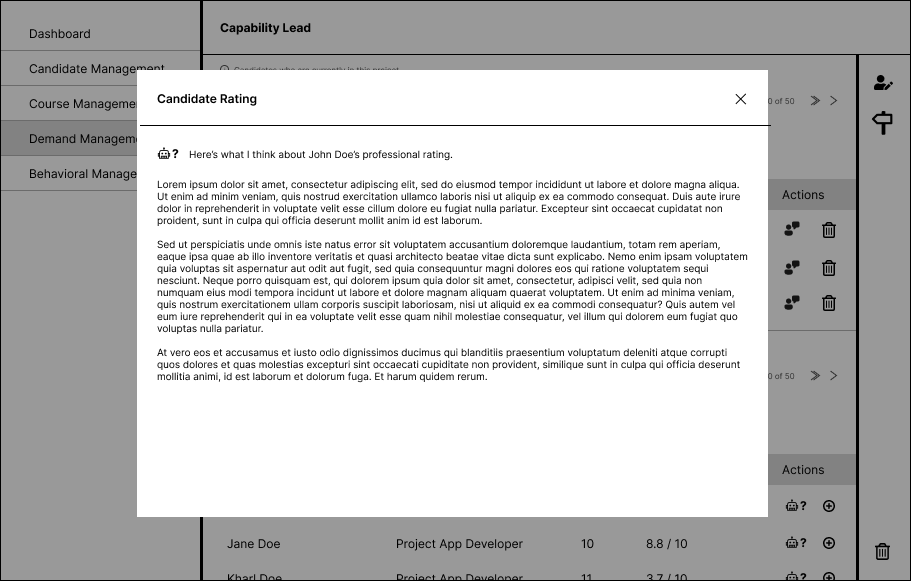 Dashboard
Capability Lead
Candidate Management
Candidates who are currently in this project
Course Manageme
0 of 50
Demand Managem
Behavioral Manage
Candidate Rating
? Here's what I think about John Doe's professional rating.
Lorem ipsum dolor sit amet, consectetur adipiscing elit, sed do eiusmod tempor incididunt ut labore et dolore magna aliqua.
Ut enim ad minim veniam, quis nostrud exercitation ullamco laboris nisi ut aliquip ex ea commodo consequat. Duis aute irure
dolor in reprehenderit in voluptate velit esse cillum dolore eu fugiat nulla pariatur. Excepteur sint occaecat cupidatat non
proident, sunt in culpa qui officia deserunt mollit anim id est laborum.
Sed ut perspiciatis unde omnis iste natus error sit voluptatem accusantium doloremque laudantium, totam rem aperiam,
eaque ipsa quae ab illo inventore veritatis et quasi architecto beatae vitae dicta sunt explicabo. Nemo enim ipsam voluptatem
quia voluptas sit aspernatur aut odit aut fugit, sed quia consequuntur magni dolores eos qui ratione voluptatem sequi
nesciunt. Neque porro quisquam est, qui dolorem ipsum quia dolor sit amet, consectetur, adipisci velit, sed quia non
numquam eius modi tempora incidunt ut labore et dolore magnam aliquam quaerat voluptatem. Ut enim ad minima veniam,
quis nostrum exercitationem ullam corporis suscipit laboriosam, nisi ut aliquid ex ea commodi consequatur? Quis autem vel
eum iure reprehenderit qui in ea voluptate velit esse quam nihil molestiae consequatur, vel illum qui dolorem eum fugiat quo
voluptas nulla pariatur.
At vero eos et accusamus et iusto odio dignissimos ducimus qui blanditiis praesentium voluptatum deleniti atque corrupti
quos dolores et quas molestias excepturi sint occaecati cupiditate non provident, similique sunt in culpa qui officia deserunt
mollitia animi, id est laborum et dolorum fuga. Et harum quidem rerum.
Actions
0 of 50
Actions
?
Jane Doe Project App Developer 10 8.8 / 10 ?
Kharl Doe Project App Developer 11 3.7 / 10 ?